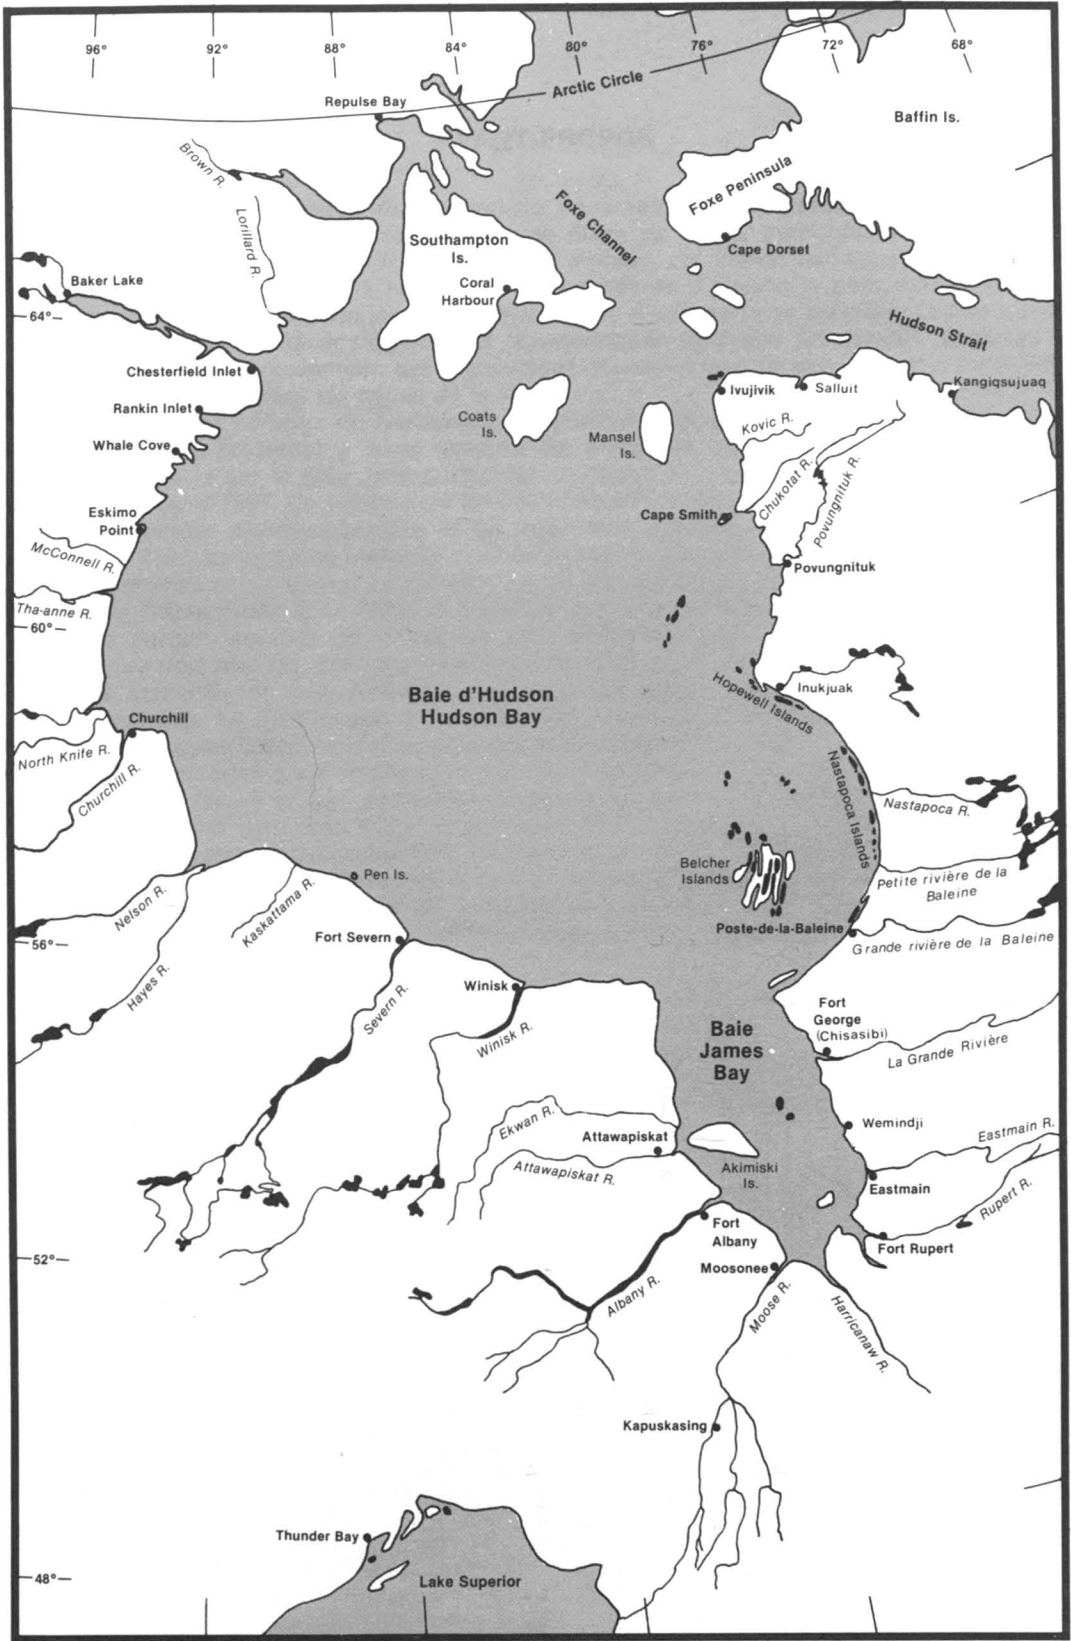 96° 92° 88° 84° 80° 76° 72° 68°
Arctic Circle
Repulse Bay
Baffin Is.
Brown R.
Foxe Peninsula
Foxe Channel
Lorillard R.
Southampton
Is.
Cape Dorset
Baker Lake
Coral
Harbour
64°
Hudson Strait
Chesterfield Inlet
Ivujivik
Salluit
Kangiqsujuaq
Rankin Inlet
Coats
Is.
Mansel
Is.
Kovic R.
Whale Cove
Chukotat R.
Povungnituk R.
Eskimo
Point
Cape Smith
McConnell R.
Povungnituk
Tha-anne R.
60°
Hopewell Islands
Inukjuak
Baie d'Hudson
Hudson Bay
Churchill
North Knife R.
Churchill R.
Nastapoca Islands
Nastapoca R.
Belcher
Islands
Pen Is.
Petite rivière de la
Baleine
Nelson R.
Kaskattama R.
Poste-de-la-Baleine
Fort Severn
56°
Grande rivière de la Baleine
Hayes R.
Severn R.
Winisk
Winisk R.
Fort
George
(Chisasibi)
Baie
James
Bay
La Grande Rivière
Ekwan R.
Wemindji
Attawapiskat
Eastmain R.
Attawapiskat R.
Akimiski
Is.
Eastmain
Rupert R.
Fort
Albany
Fort Rupert
52°
Moosonee
Albany R.
Moose R.
Harricanaw R.
Kapuskasing
Thunder Bay
48°
Lake Superior